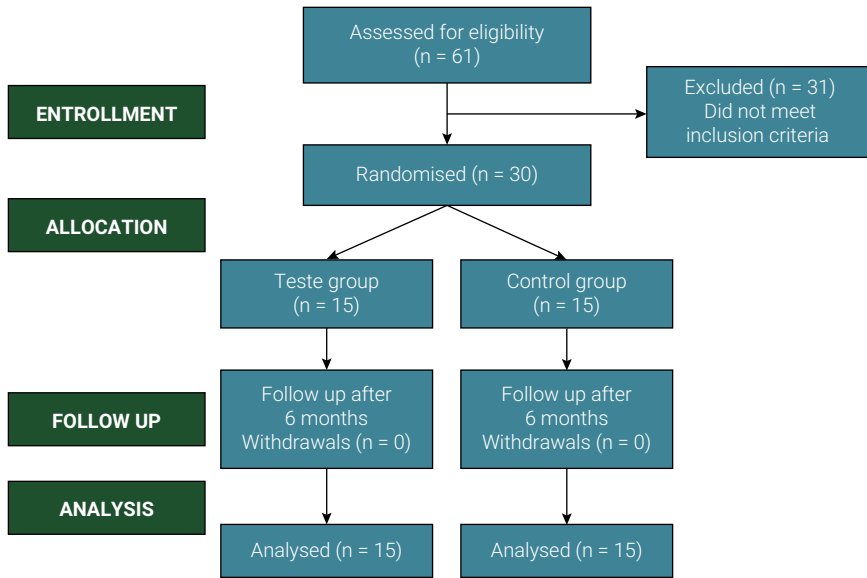 Assessed for eligibility
(n = 61)
ENTROLLMENT
Excluded (n = 31)
Did not meet
inclusion criteria
Randomised (n = 30)
ALLOCATION
Teste group
(n = 15)
Control group
(n = 15)
FOLLOW UP
Follow up after
6 months
Withdrawals (n = 0)
Follow up after
6 months
Withdrawals (n = 0)
ANALYSIS
Analysed (n = 15)
Analysed (n = 15)